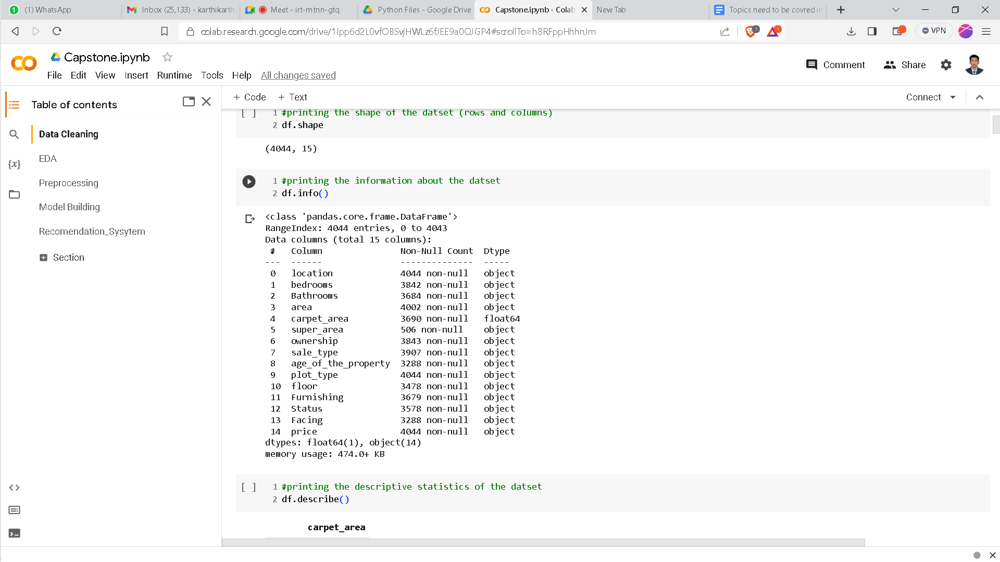 (1) WhatsApp
Inbox (25,133) - karthikarthi
Meet - irt-mtnn-gtq
Python Files - Google Drive
Capstone.ipynb - Colab
New Tab
Topics need to be covred in
colab.research.google.com/drive/1Ipp6d2L0vfOBSvjHWLz6fJEE9a0OJGP4#scrollTo=h8RFppHhhnJm
3
1
VPN
Capstone.ipynb
Comment
Share
File Edit View Insert Runtime Tools Help All changes saved
Table of contents
+ Code + Text
Connect
Data Cleaning
EDA
{x}
Preprocessing
Model Building
Recomendation_Sysytem
Section
[ ] 1 #printing the shape of the datset (rows and columns)
2 df.shape
(4044, 15)
1 #printing the information about the datset
2 df.info()
<class 'pandas.core.frame.DataFrame'>
RangeIndex: 4044 entries, 0 to 4043
Data columns (total 15 columns):
# Column Non-Null Count Dtype
--- ------ -------------- -----
0 location 4044 non-null object
1 bedrooms 3842 non-null object
2 Bathrooms 3684 non-null object
3 area 4002 non-null object
4 carpet_area 3690 non-null float64
5 super_area 506 non-null object
6 ownership 3843 non-null object
7 sale_type 3907 non-null object
8 age_of_the_property 3288 non-null object
9 plot_type 4044 non-null object
10 floor 3478 non-null object
11 Furnishing 3679 non-null object
12 Status 3578 non-null object
13 Facing 3288 non-null object
14 price 4044 non-null object
dtypes: float64(1), object(14)
memory usage: 474.0+ KB
[ ] 1 #printing the descriptive statistics of the datset
2 df.describe()
carpet_area